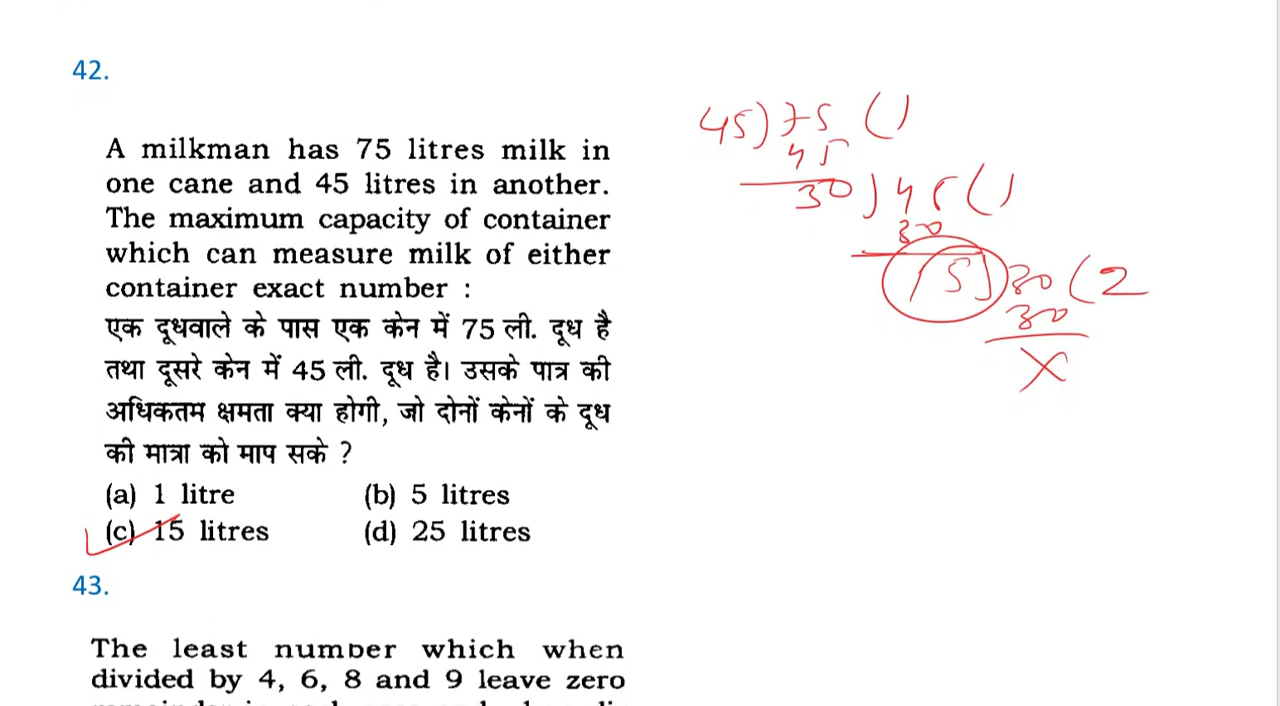 42.
A milkman has 75 litres milk in
one cane and 45 litres in another.
The maximum capacity of container
which can measure milk of either
container exact number :
एक दूधवाले के पास एक केन में 75 ली. दूध है
तथा दूसरे केन में 45 ली. दूध है। उसके पात्र की
अधिकतम क्षमता क्या होगी, जो दोनों केनों के दूध
की मात्रा को माप सके ?
(a) 1 litre (b) 5 litres
(c) 15 litres (d) 25 litres
43.
The least number which when
divided by 4, 6, 8 and 9 leave zero
45) 75 (1
45
30) 45 (1
30
15) 30 (2
30
X